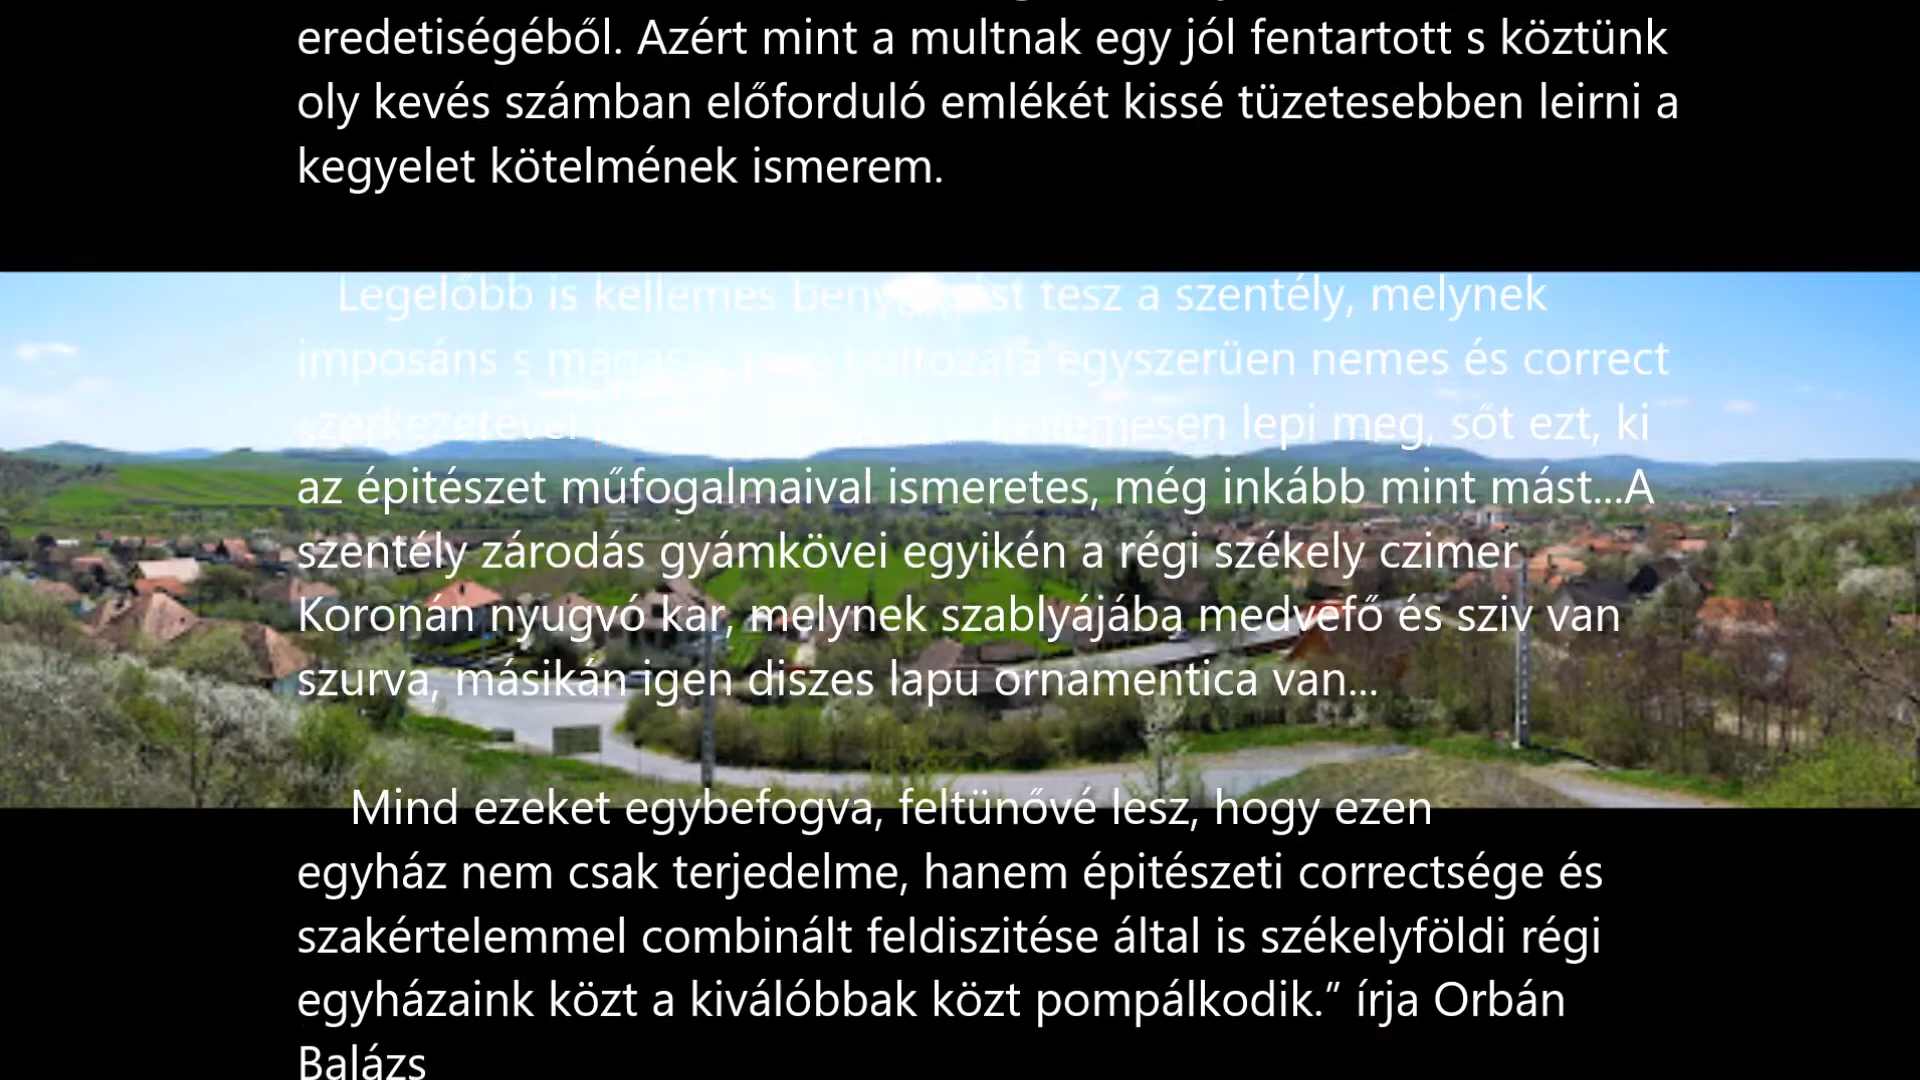 eredetiségéből. Azért mint a multnak egy jól fentartott s köztünk
oly kevés számban előforduló emlékét kissé tüzetesebben leirni a
kegyelet kötelmének ismerem.
Legelőbb is kellemes tesz a szentély, melynek
imposáns s egyszerüen nemes és correct
szerkezetével lepi meg, sőt ezt, ki
az épitészet műfogalmaival ismeretes, még inkább mint mást...A
szentély zárodás gyámkövei egyikén a régi székely czimer
Koronán nyugvó kar, melynek szablyájába medvefő és sziv van
szurva, másikán igen diszes lapu ornamentica van...
Mind ezeket egybefogva, feltünővé lesz, hogy ezen
egyház nem csak terjedelme, hanem épitészeti correctsége és
szakértelemmel combinált feldiszitése által is székelyföldi régi
egyházaink közt a kiválóbbak közt pompálkodik.” írja Orbán
Balázs